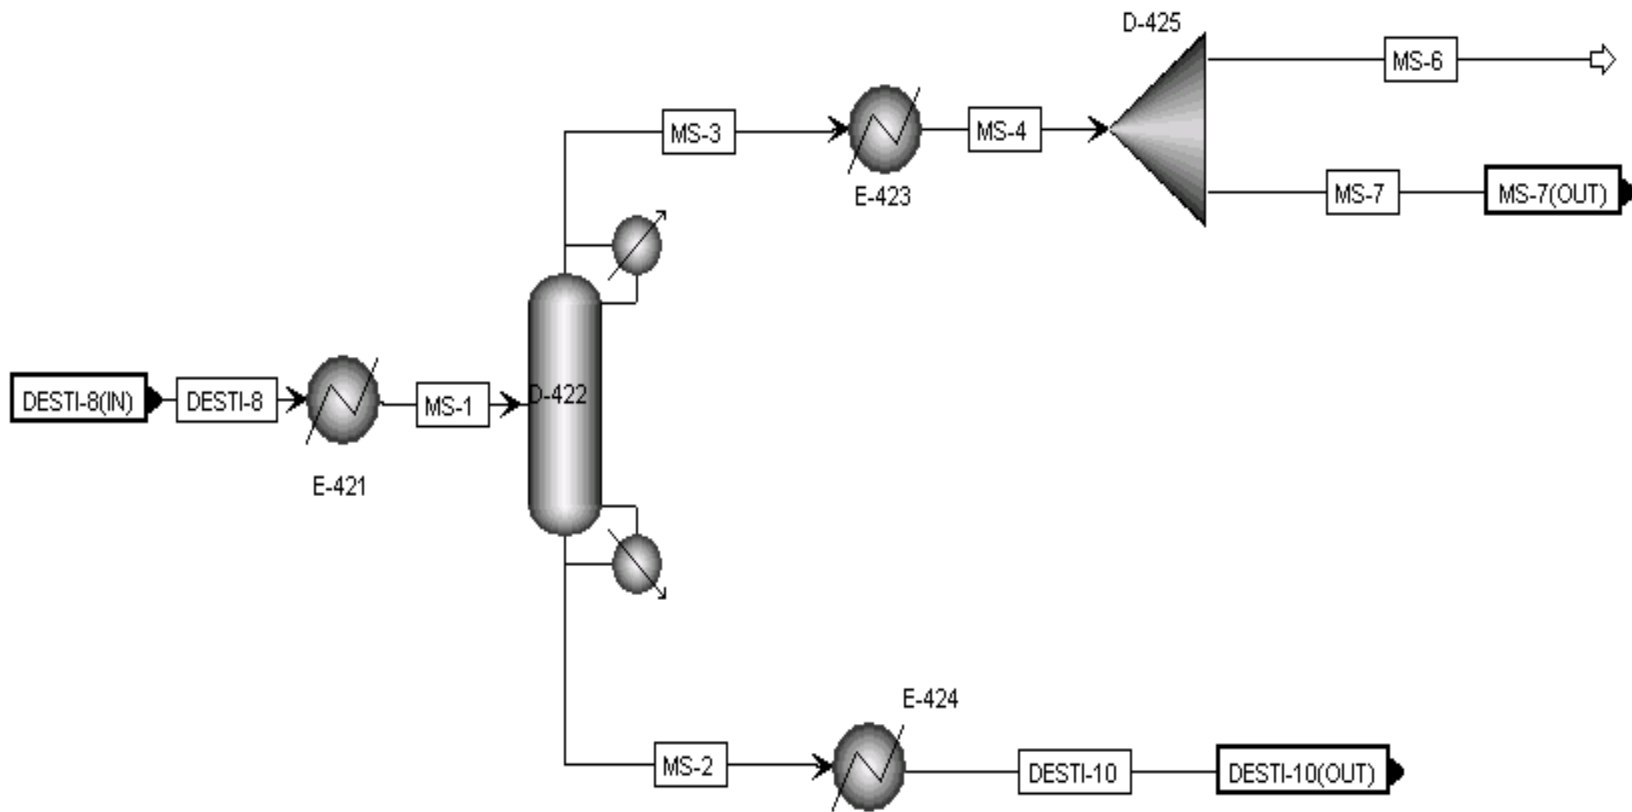 D-425
MS-6
MS-3
MS-4
E-423
MS-7
MS-7(OUT)
DESTI-8(IN)
DESTI-8
MS-1
D-422
E-421
E-424
MS-2
DESTI-10
DESTI-10(OUT)